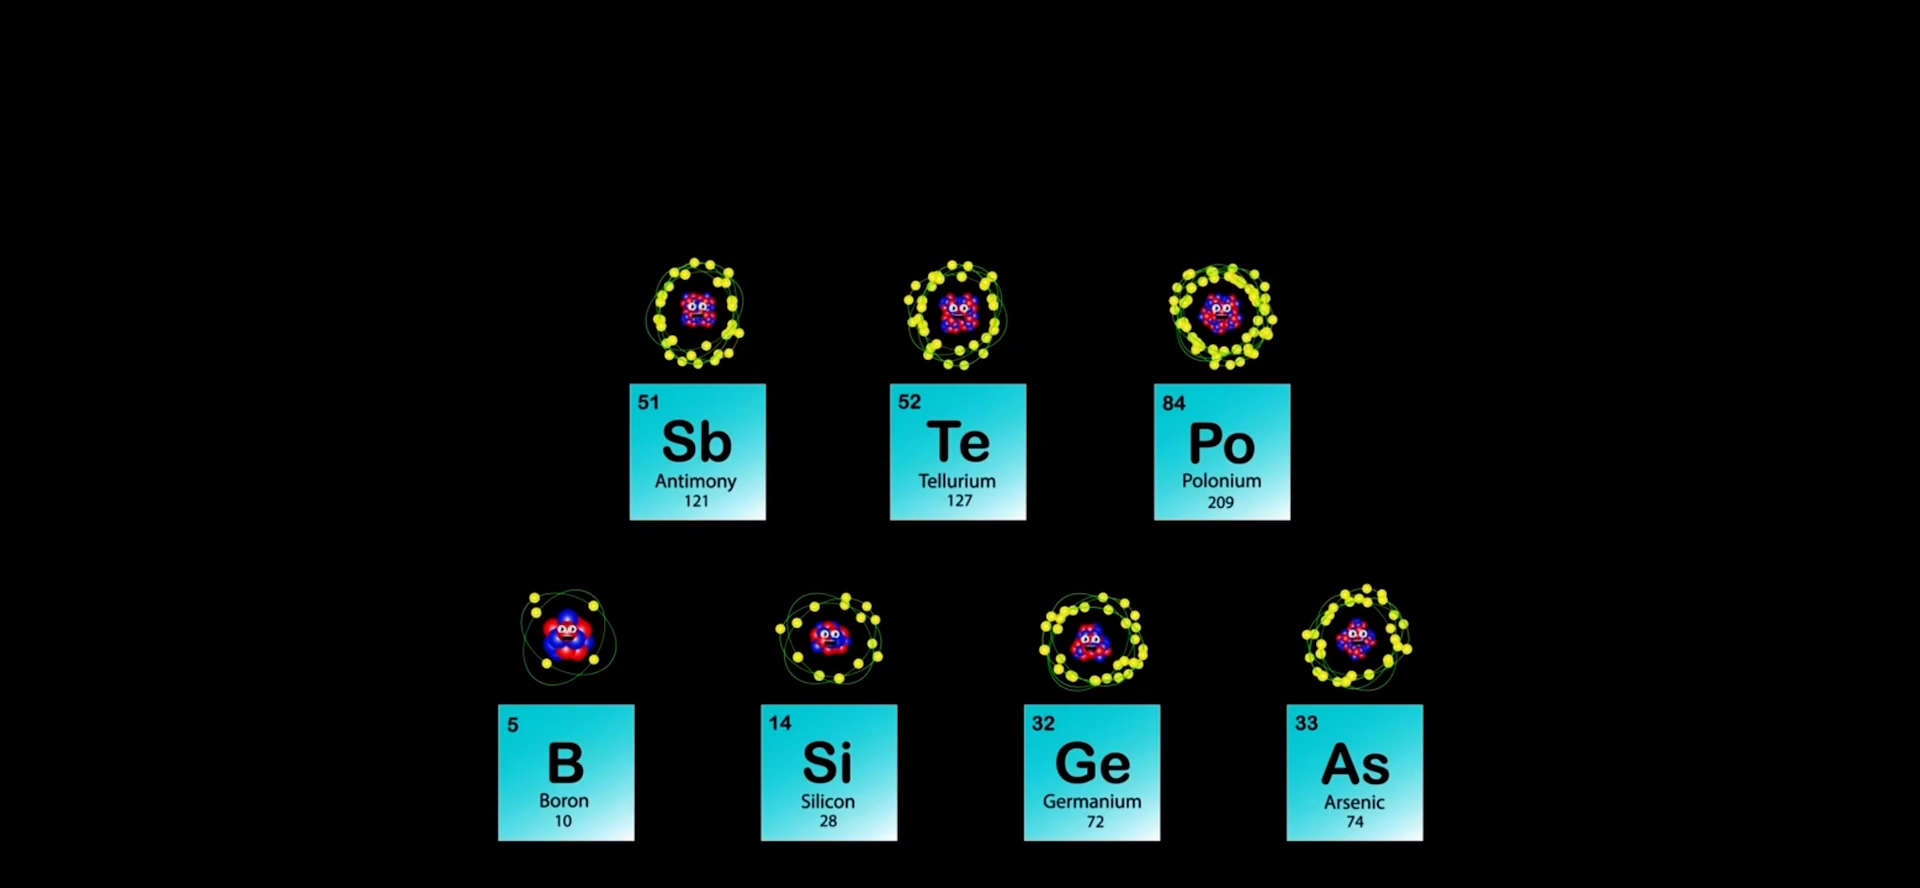 51
Sb
Antimony
121
52
Te
Tellurium
127
84
Po
Polonium
209
5
B
Boron
10
14
Si
Silicon
28
32
Ge
Germanium
72
33
As
Arsenic
74